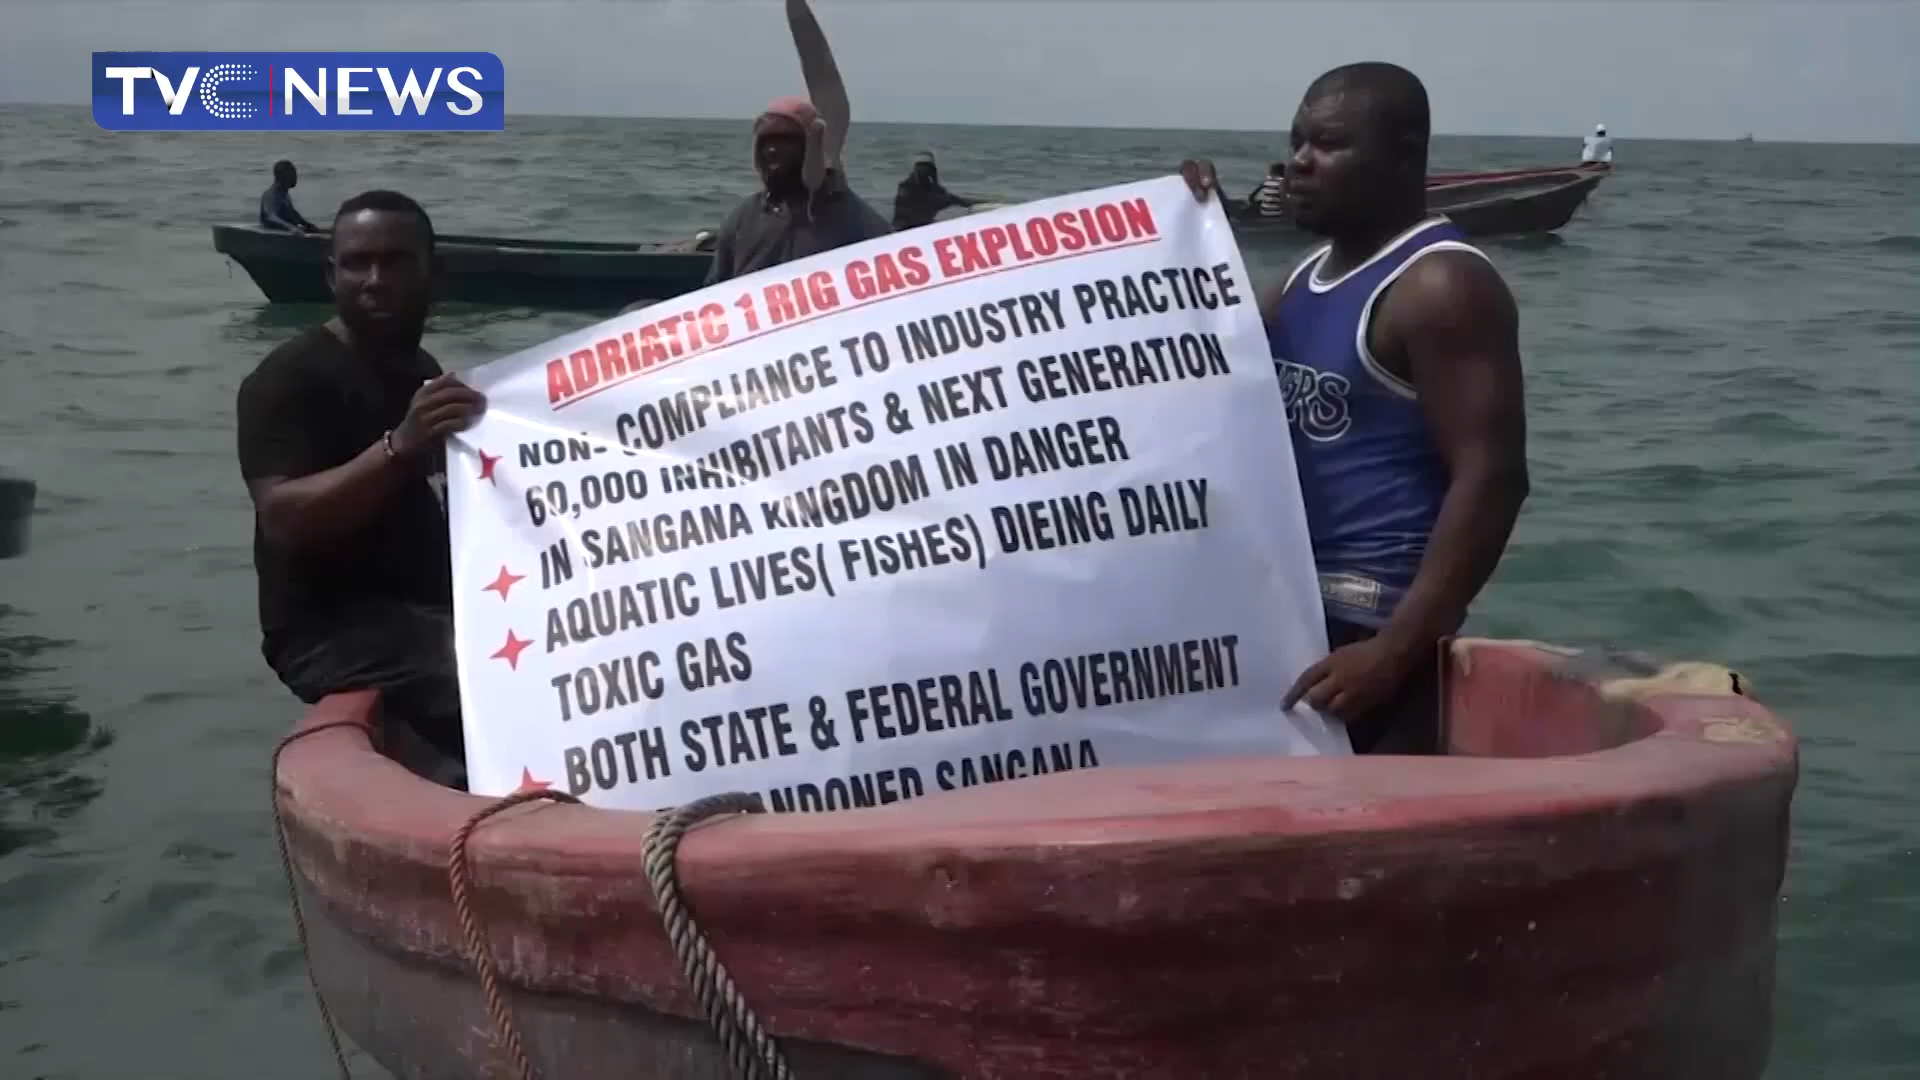 TVC NEWS
ADRIATIC 1 RIG GAS EXPLOSION
NON- COMPLIANCE TO INDUSTRY PRACTICE
60,000 INHIBITANTS & NEXT GENERATION
IN SANGANA KINGDOM IN DANGER
AQUATIC LIVES( FISHES) DIEING DAILY
TOXIC GAS
BOTH STATE & FEDERAL GOVERNMENT
SANGANA